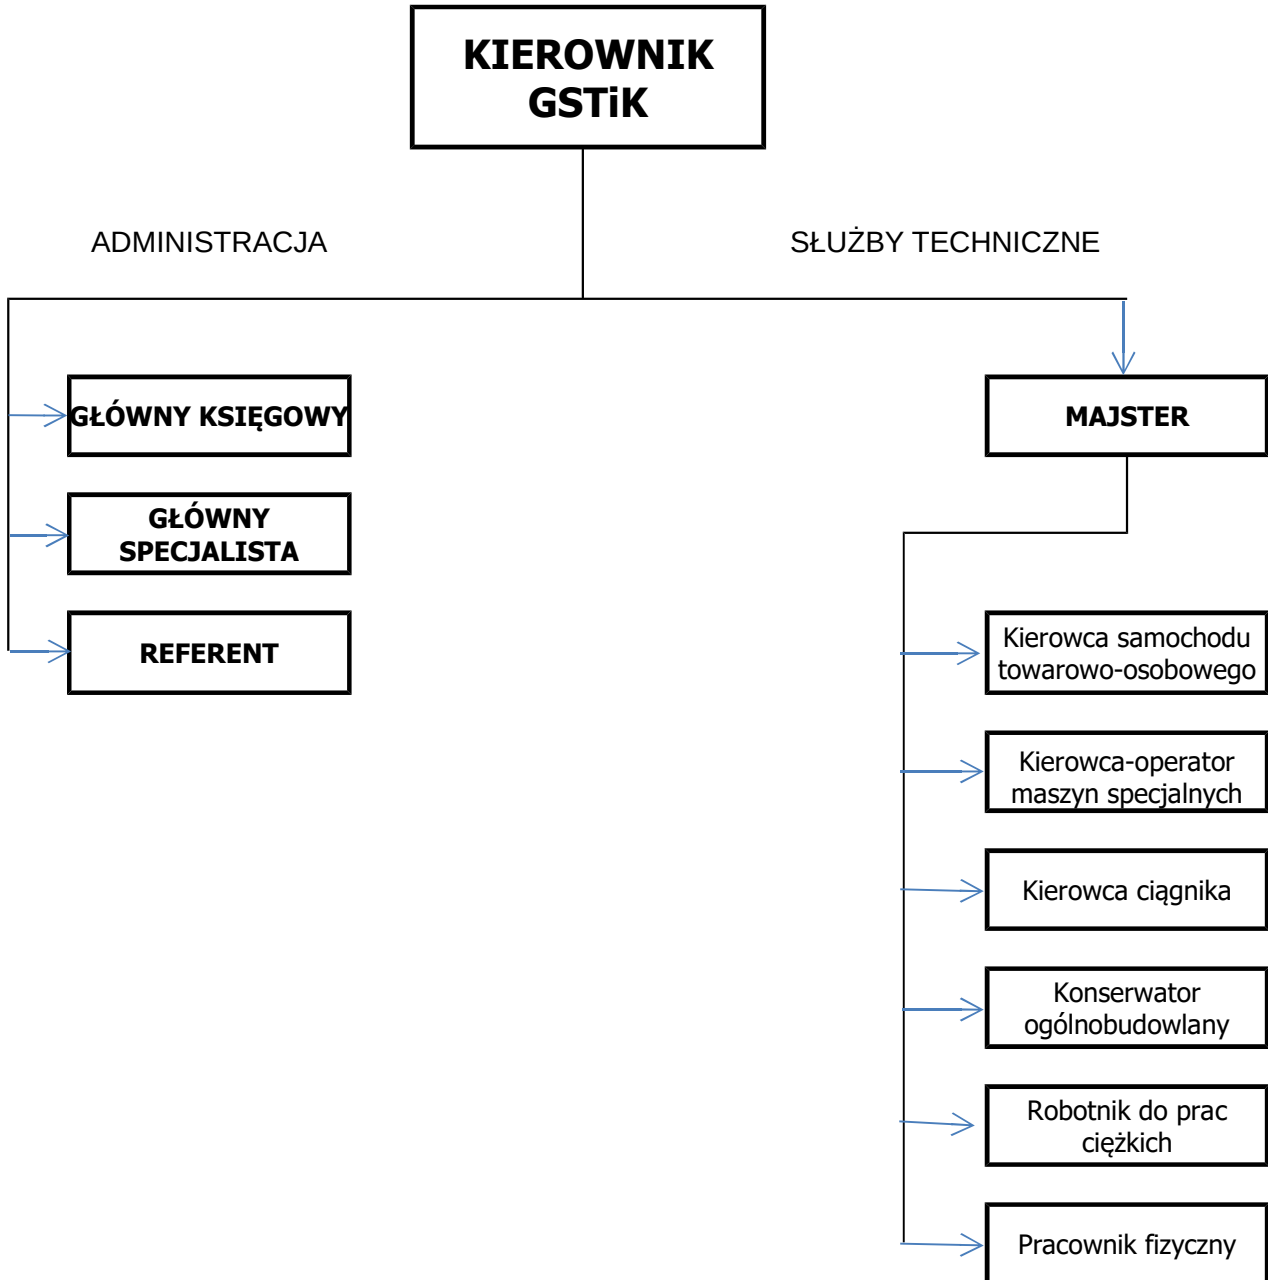 KIEROWNIK
GSTiK
ADMINISTRACJA
SŁUŻBY TECHNICZNE
GŁÓWNY KSIĘGOWY
GŁÓWNY
SPECJALISTA
REFERENT
MAJSTER
Kierowca samochodu
towarowo-osobowego
Kierowca-operator
maszyn specjalnych
Kierowca ciągnika
Konserwator
ogólnobudowlany
Robotnik do prac
ciężkich
Pracownik fizyczny